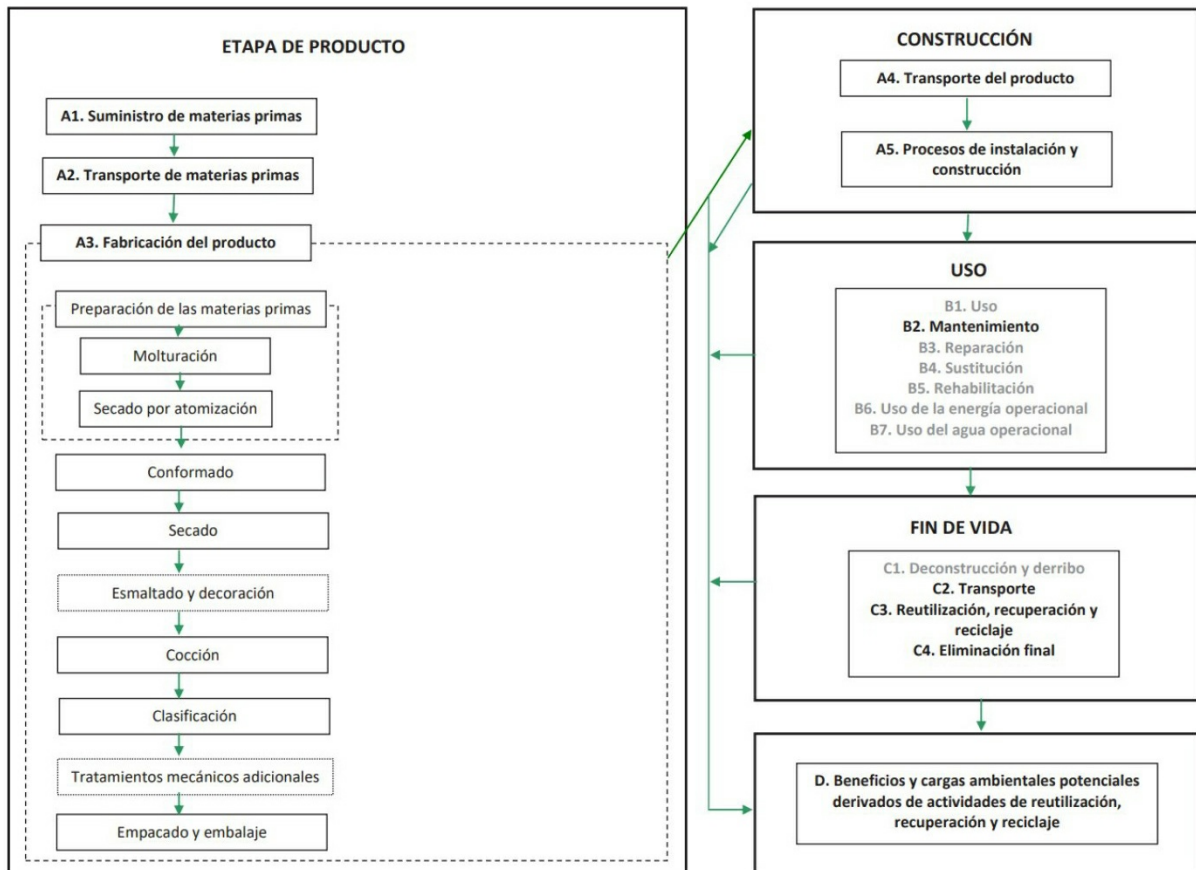 ETAPA DE PRODUCTO
A1. Suministro de materias primas
A2. Transporte de materias primas
A3. Fabricación del producto
Preparación de las materias primas
Molturación
Secado por atomización
Conformado
Secado
Esmaltado y decoración
Cocción
Clasificación
Tratamientos mecánicos adicionales
Empacado y embalaje
CONSTRUCCIÓN
A4. Transporte del producto
A5. Procesos de instalación y
construcción
USO
B1. Uso
B2. Mantenimiento
B3. Reparación
B4. Sustitución
B5. Rehabilitación
B6. Uso de la energía operacional
B7. Uso del agua operacional
FIN DE VIDA
C1. Deconstrucción y derribo
C2. Transporte
C3. Reutilización, recuperación y
reciclaje
C4. Eliminación final
D. Beneficios y cargas ambientales potenciales
derivados de actividades de reutilización,
recuperación y reciclaje